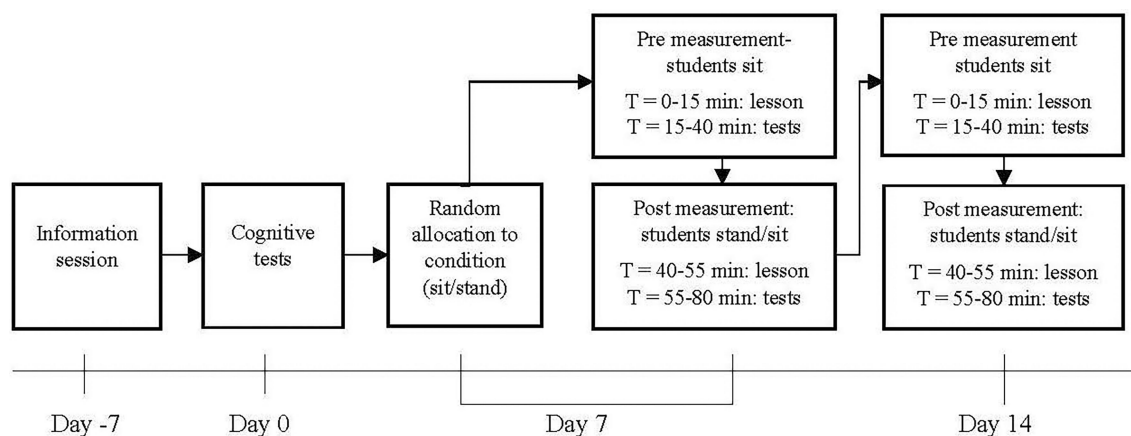 Information
session
Cognitive
tests
Random
allocation to
condition
(sit/stand)
Pre measurement-
students sit
T = 0-15 min: lesson
T = 15-40 min: tests
Post measurement:
students stand/sit
T = 40-55 min: lesson
T = 55-80 min: tests
Pre measurement
students sit
T = 0-15 min: lesson
T = 15-40 min: tests
Post measurement:
students stand/sit
T = 40-55 min: lesson
T = 55-80 min: tests
Day -7
Day 0
Day 7
Day 14